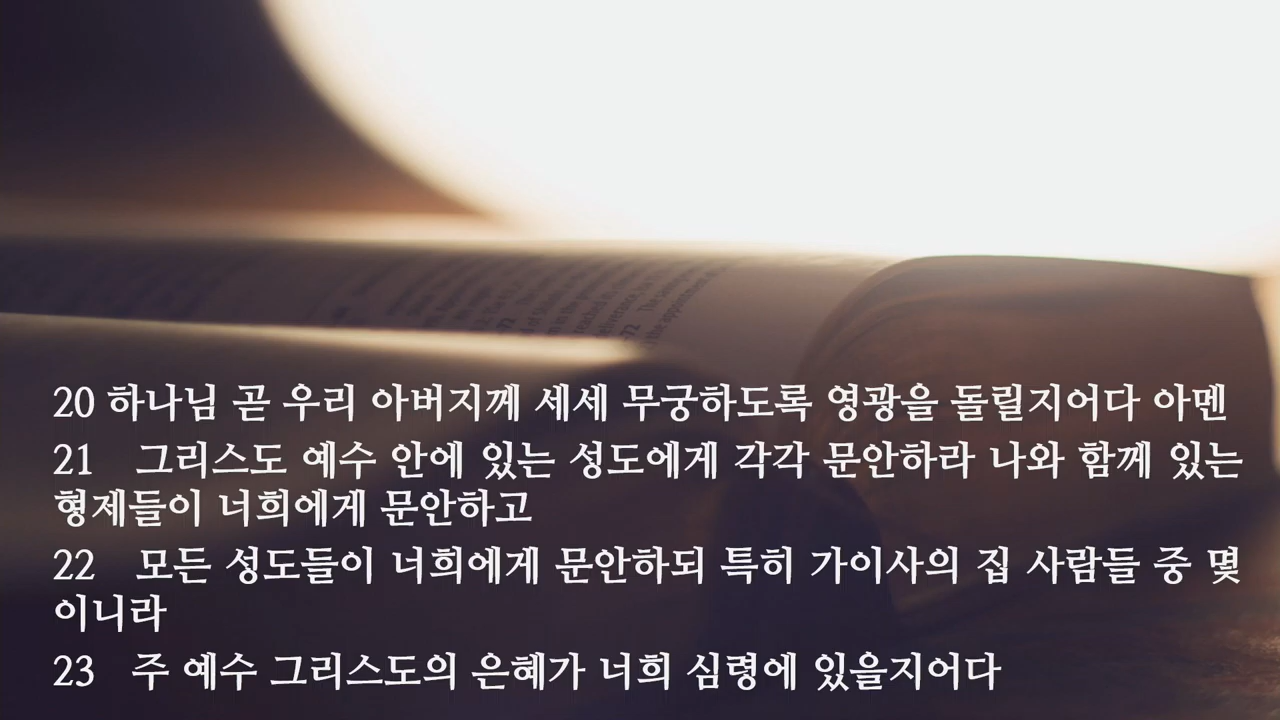 20 하나님 곧 우리 아버지께 세세 무궁하도록 영광을 돌릴지어다 아멘
21 그리스도 예수 안에 있는 성도에게 각각 문안하라 나와 함께 있는
형제들이 너희에게 문안하고
22 모든 성도들이 너희에게 문안하되 특히 가이사의 집 사람들 중 몇
이니라
23 주 예수 그리스도의 은혜가 너희 심령에 있을지어다